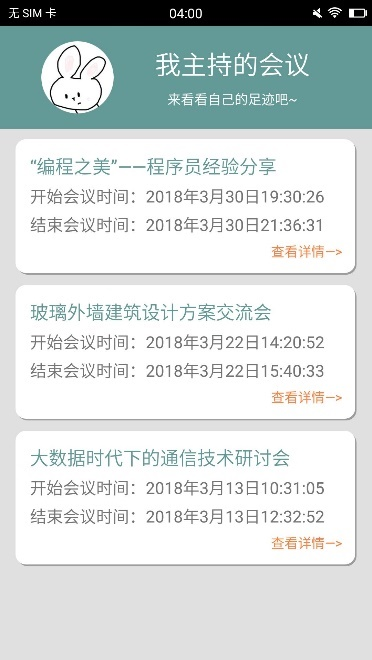 无 SIM 卡
04:00
我主持的会议
来看看自己的足迹吧~
“编程之美”——程序员经验分享
开始会议时间：2018年3月30日19:30:26
结束会议时间：2018年3月30日21:36:31
查看详情—>
玻璃外墙建筑设计方案交流会
开始会议时间：2018年3月22日14:20:52
结束会议时间：2018年3月22日15:40:33
查看详情—>
大数据时代下的通信技术研讨会
开始会议时间：2018年3月13日10:31:05
结束会议时间：2018年3月13日12:32:52
查看详情—>